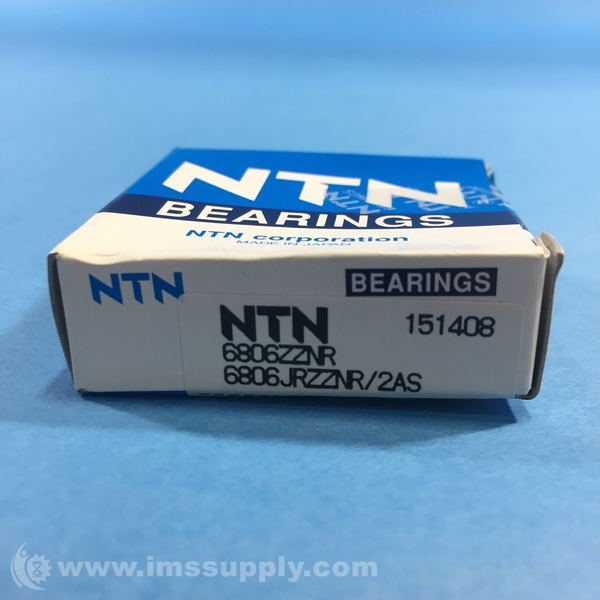 NTN
BEARINGS
NTN corporation
MADE IN JAPAN
NTN
BEARINGS
NTN 151408
6806ZZNR
6806JRZZNR/2AS
www.imssupply.com